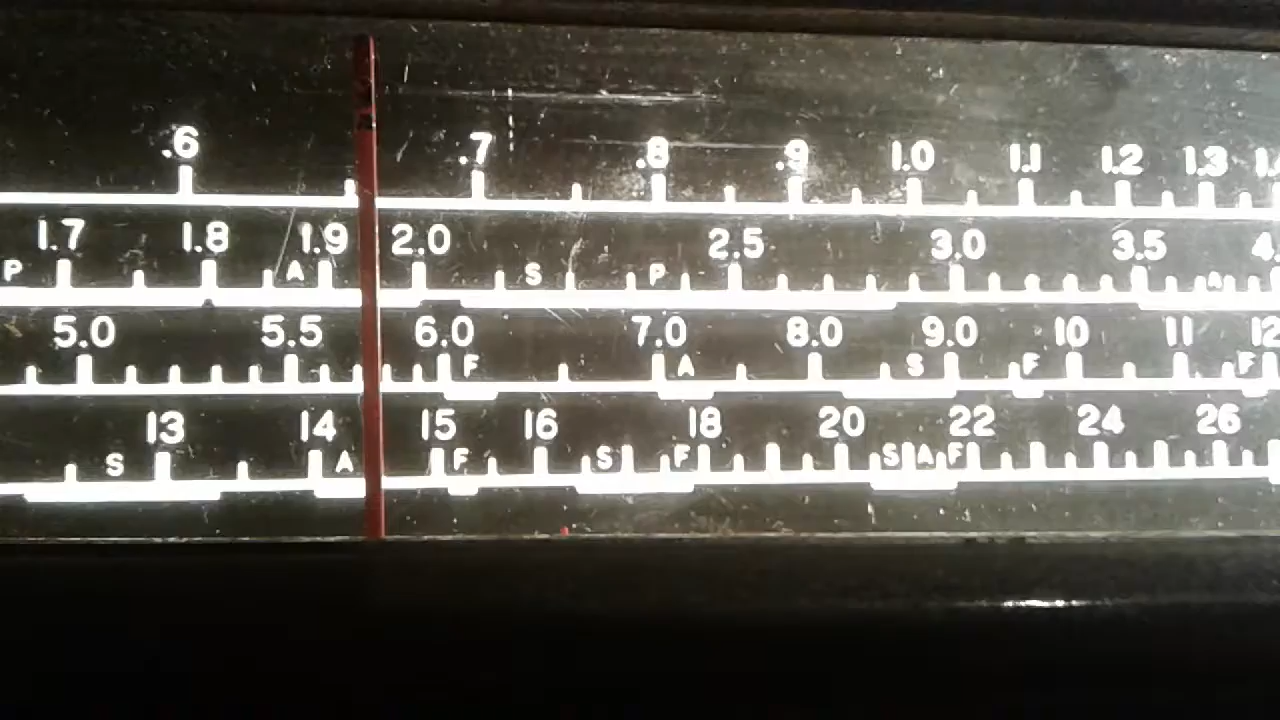 .6 .7 .8 .9 1.0 1.1 1.2 1.3
P 1.7 1.8 A 1.9 2.0 S P 2.5 3.0 3.5 A
5.0 5.5 6.0 F 7.0 A 8.0 S 9.0 F 10 11 F 12
S 13 14 A 15 F 16 S F 18 20 S A F 22 24 26